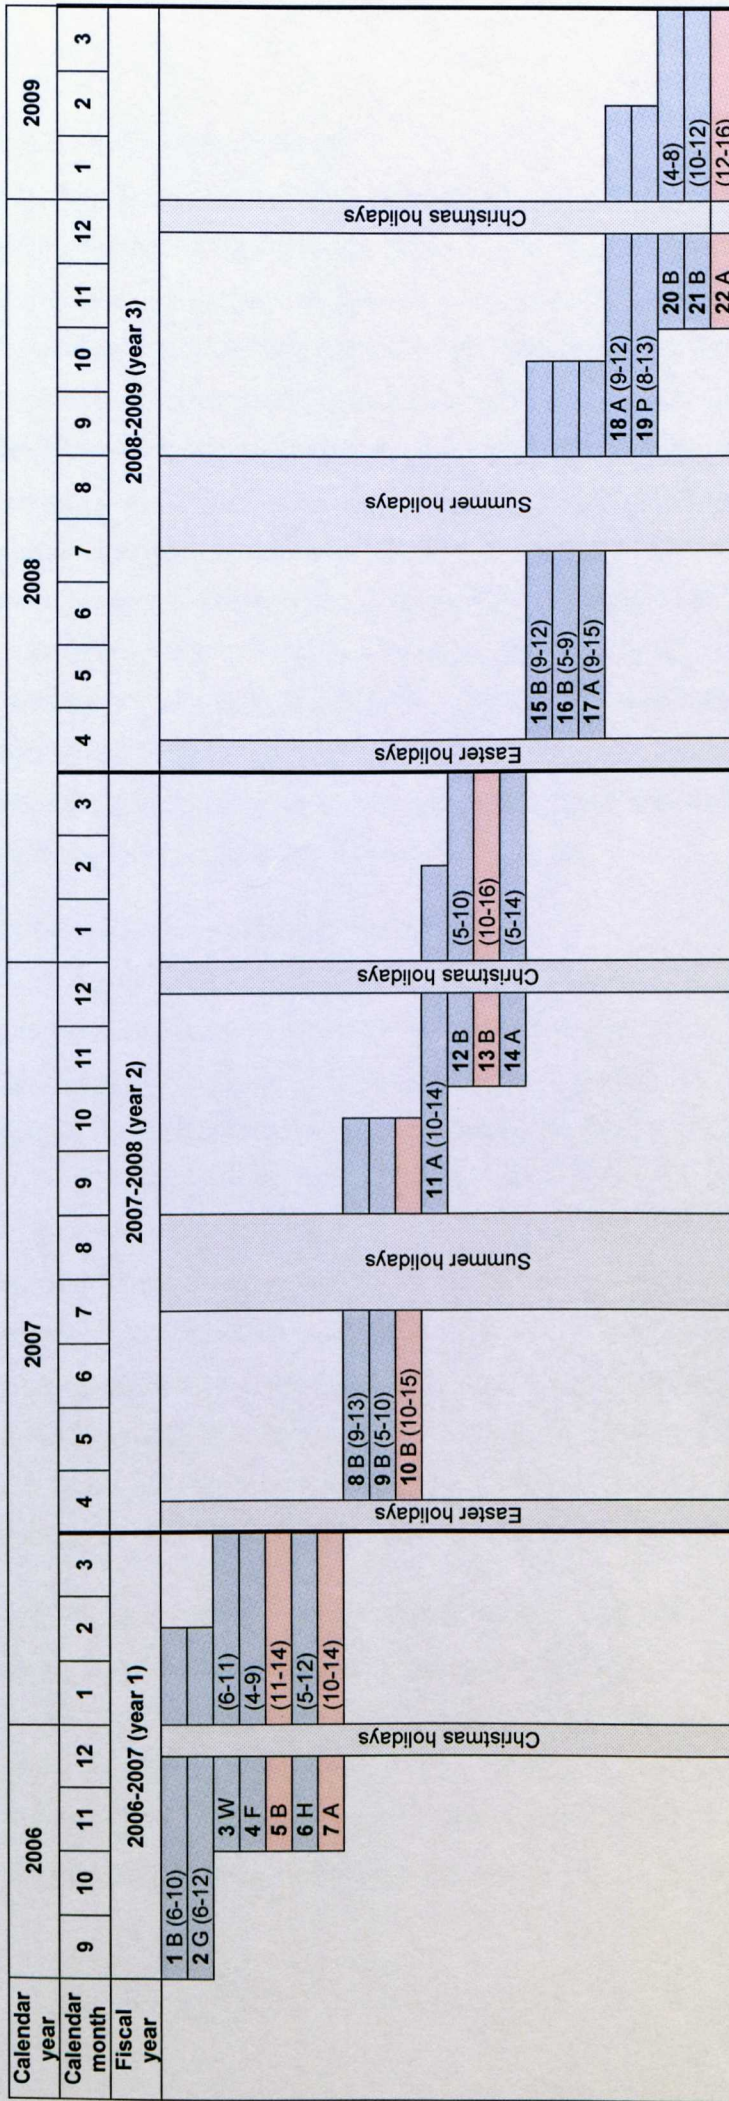 Calendar year 2006 2007 2008 2009
Calendar month 9 10 11 12 1 2 3 4 5 6 7 8 9 10 11 12 1 2 3 4 5 6 7 8 9 10 11 12 1 2 3
Fiscal year 2006-2007 (year 1) 2007-2008 (year 2) 2008-2009 (year 3)
Christmas holidays
Easter holidays
Summer holidays
Christmas holidays
Easter holidays
Summer holidays
Christmas holidays
1 B (6-10)
2 G (6-12)
3 W (6-11)
4 F (4-9)
5 B (11-14)
6 H (5-12)
7 A (10-14)
8 B (9-13)
9 B (5-10)
10 B (10-15)
11 A (10-14)
12 B (5-10)
13 B (10-16)
14 A (5-14)
15 B (9-12)
16 B (5-9)
17 A (9-15)
18 A (9-12)
19 P (8-13)
20 B (4-8)
21 B (10-12)
22 A (12-16)